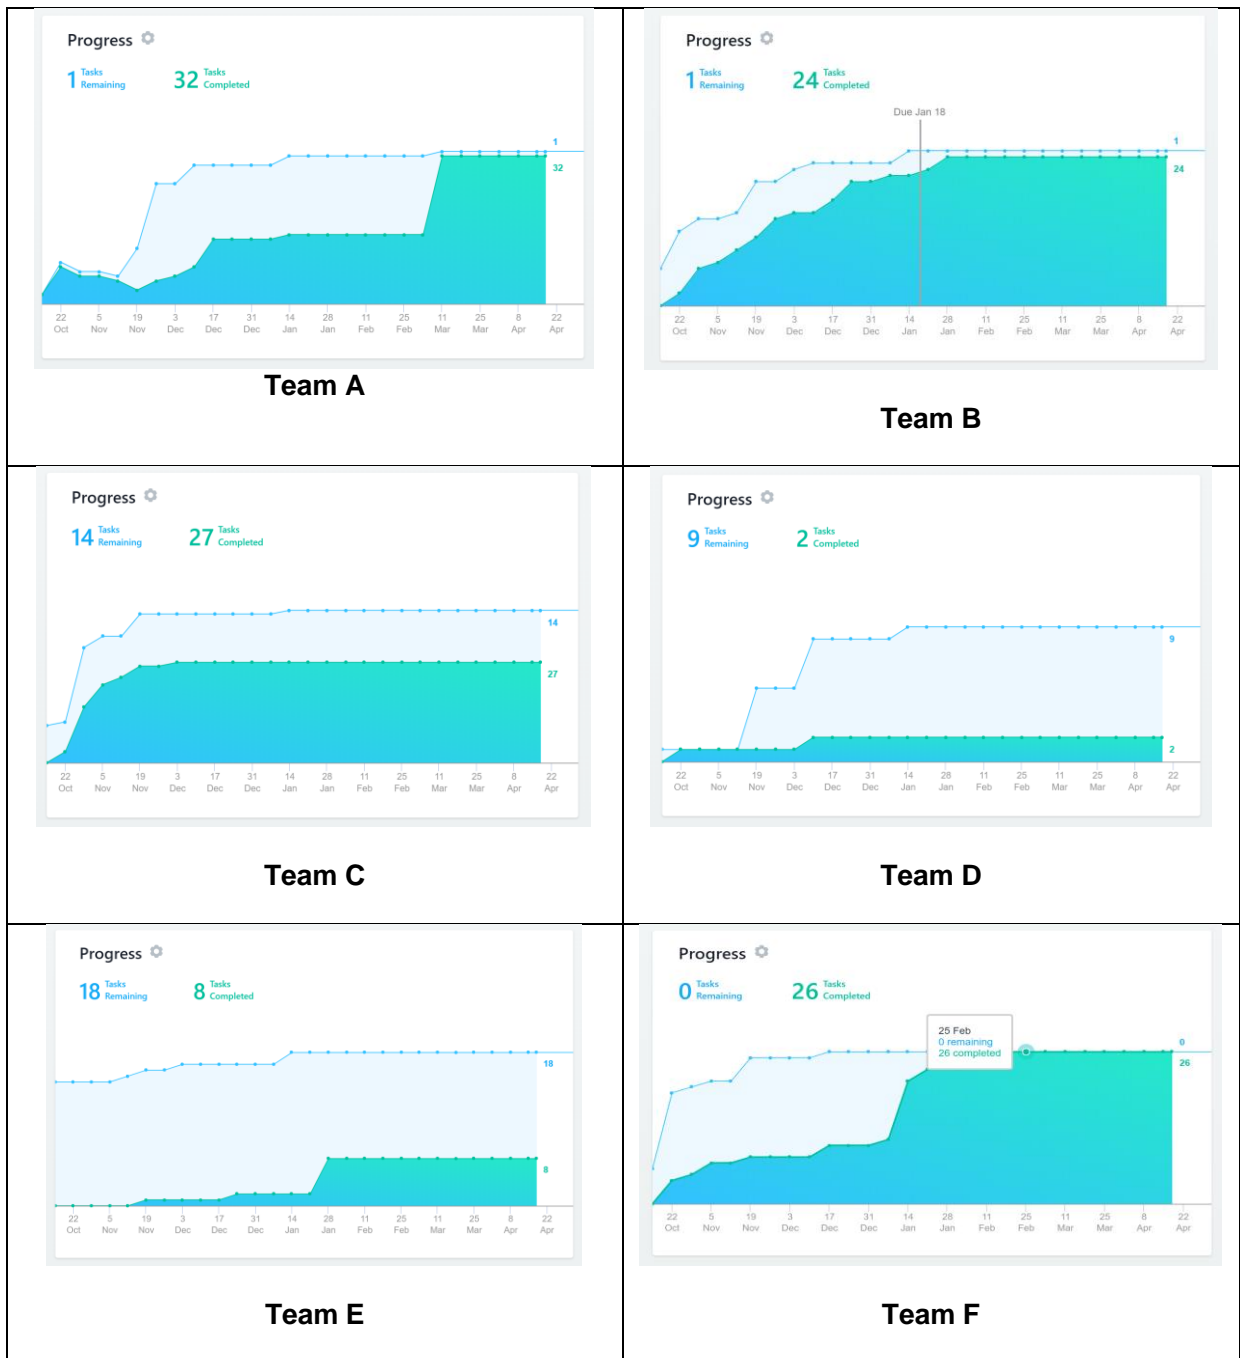 Progress
1 Tasks Remaining
32 Tasks Completed
1
32
22 Oct 5 Nov 19 Nov 3 Dec 17 Dec 31 Dec 14 Jan 28 Jan 11 Feb 25 Feb 11 Mar 25 Mar 8 Apr 22 Apr
Team A
Progress
1 Tasks Remaining
24 Tasks Completed
Due Jan 18
1
24
22 Oct 5 Nov 19 Nov 3 Dec 17 Dec 31 Dec 14 Jan 28 Jan 11 Feb 25 Feb 11 Mar 25 Mar 8 Apr 22 Apr
Team B
Progress
14 Tasks Remaining
27 Tasks Completed
14
27
22 Oct 5 Nov 19 Nov 3 Dec 17 Dec 31 Dec 14 Jan 28 Jan 11 Feb 25 Feb 11 Mar 25 Mar 8 Apr 22 Apr
Team C
Progress
9 Tasks Remaining
2 Tasks Completed
9
2
22 Oct 5 Nov 19 Nov 3 Dec 17 Dec 31 Dec 14 Jan 28 Jan 11 Feb 25 Feb 11 Mar 25 Mar 8 Apr 22 Apr
Team D
Progress
18 Tasks Remaining
8 Tasks Completed
18
8
22 Oct 5 Nov 19 Nov 3 Dec 17 Dec 31 Dec 14 Jan 28 Jan 11 Feb 25 Feb 11 Mar 25 Mar 8 Apr 22 Apr
Team E
Progress
0 Tasks Remaining
26 Tasks Completed
25 Feb
0 remaining
26 completed
0
26
22 Oct 5 Nov 19 Nov 3 Dec 17 Dec 31 Dec 14 Jan 28 Jan 11 Feb 25 Feb 11 Mar 25 Mar 8 Apr 22 Apr
Team F